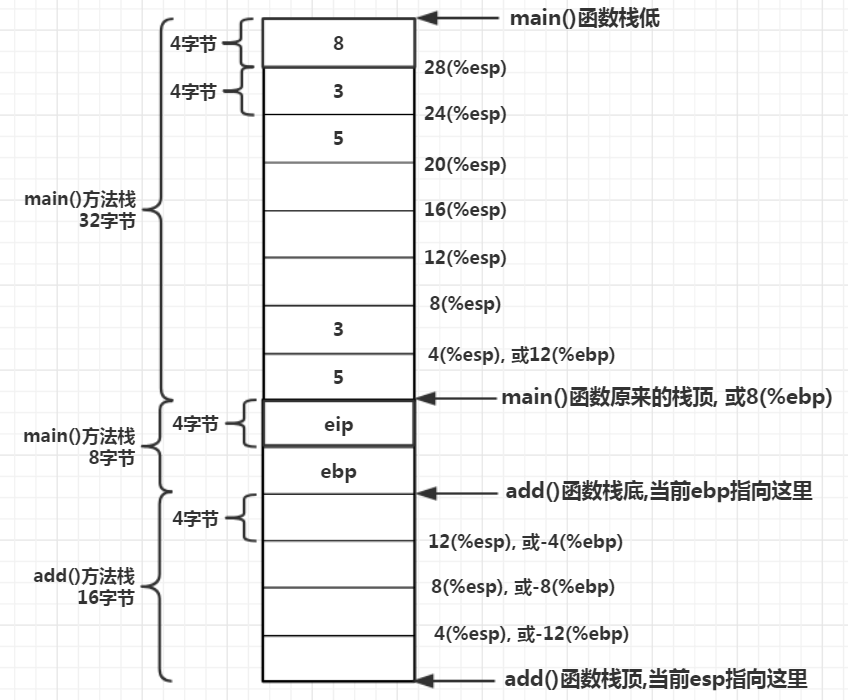 main()函数栈低
4字节
8
28(%esp)
4字节
3
24(%esp)
5
20(%esp)
main()方法栈
32字节
16(%esp)
12(%esp)
8(%esp)
3
4(%esp), 或12(%ebp)
5
main()函数原来的栈顶, 或8(%ebp)
4字节
eip
main()方法栈
8字节
ebp
add()函数栈底,当前ebp指向这里
4字节
12(%esp), 或-4(%ebp)
add()方法栈
16字节
8(%esp), 或-8(%ebp)
4(%esp), 或-12(%ebp)
add()函数栈顶,当前esp指向这里